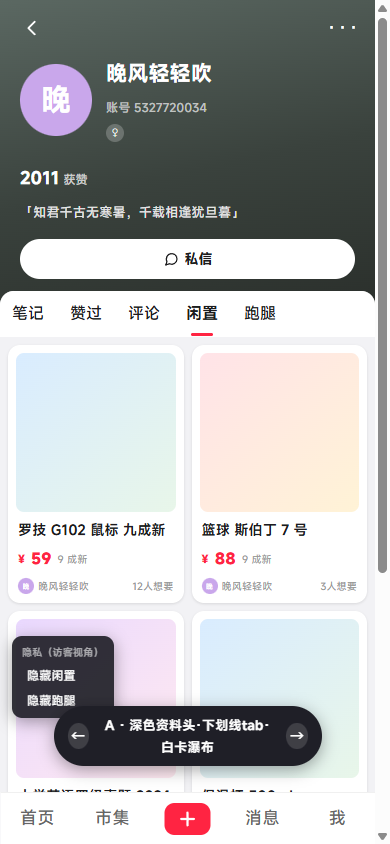 晚
晚风轻轻吹
账号 5327720034
♀
2011 获赞
「知君千古无寒暑，千载相逢犹旦暮」
私信
笔记 赞过 评论 闲置 跑腿
罗技 G102 鼠标 九成新
¥ 59 9 成新
晚 晚风轻轻吹 12人想要
篮球 斯伯丁 7 号
¥ 88 9 成新
晚 晚风轻轻吹 3人想要
隐私（访客视角）
隐藏闲置
隐藏跑腿
← A · 深色资料头·下划线tab·
白卡瀑布 →
首页 市集 + 消息 我